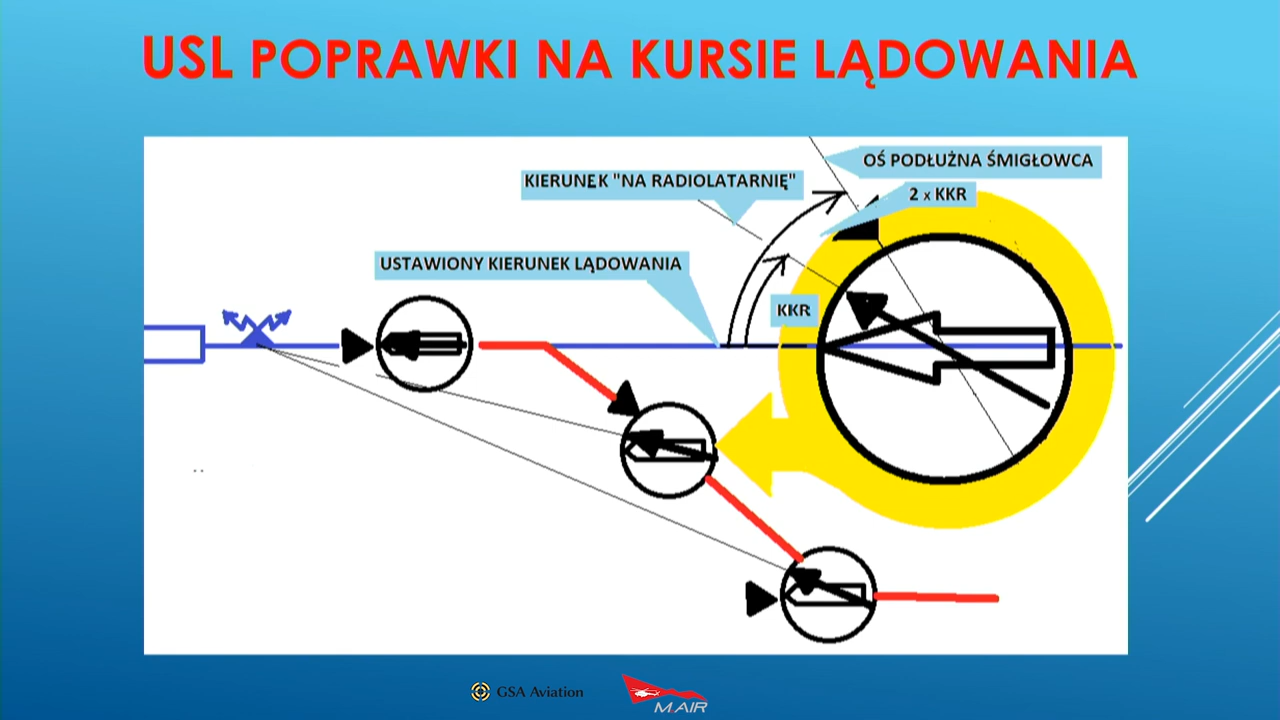 USL POPRAWKI NA KURSIE LĄDOWANIA
OŚ PODŁUŻNA ŚMIGŁOWCA
KIERUNEK "NA RADIOLATARNIĘ"
2 x KKR
USTAWIONY KIERUNEK LĄDOWANIA
KKR
GSA Aviation
M.AIR